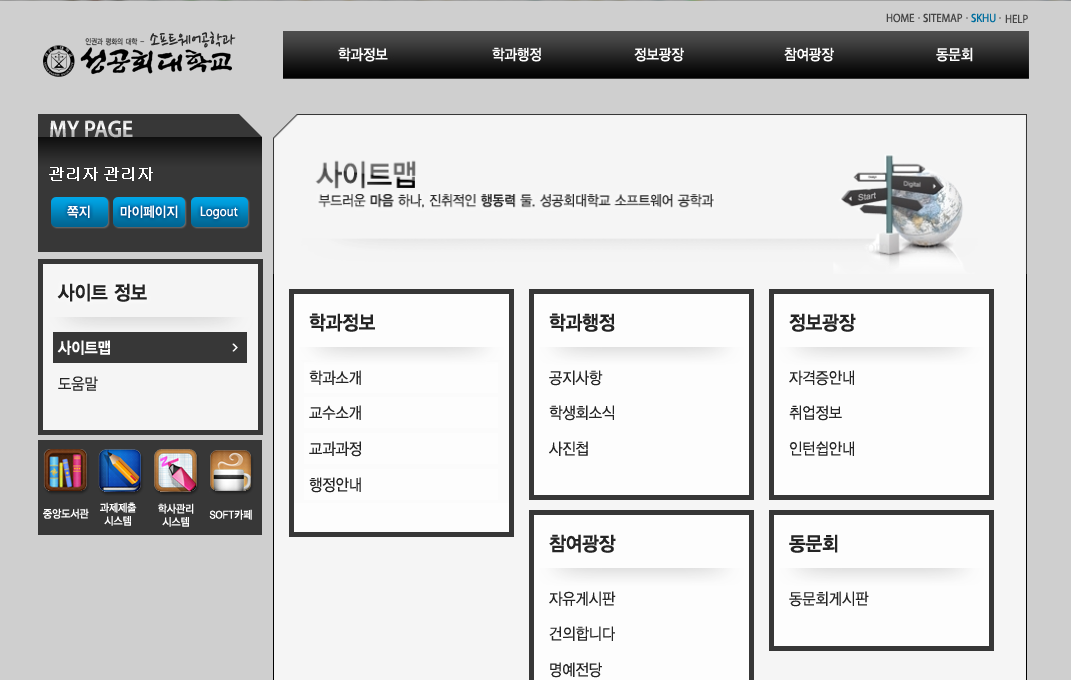 HOME · SITEMAP · SKHU · HELP
인권과 평화의 대학 - 소프트웨어공학과
성공회대학교
학과정보 학과행정 정보광장 참여광장 동문회
MY PAGE
관리자 관리자
쪽지 마이페이지 Logout
사이트 정보
사이트맵 >
도움말
중앙도서관
과제제출
시스템
학사관리
시스템
SOFT카페
사이트맵
부드러운 마음 하나, 진취적인 행동력 둘, 성공회대학교 소프트웨어 공학과
Digital
Start
학과정보
학과소개
교수소개
교과과정
행정안내
학과행정
공지사항
학생회소식
사진첩
정보광장
자격증안내
취업정보
인턴쉽안내
참여광장
자유게시판
건의합니다
명예전당
동문회
동문회게시판